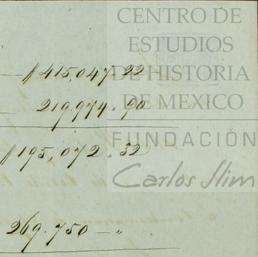 CENTRO DE
ESTUDIOS
DE HISTORIA
DE MEXICO
FUNDACIÓN
Carlos Slim
$415,047.22
219,974.90
$195,072.32
269.750 — "